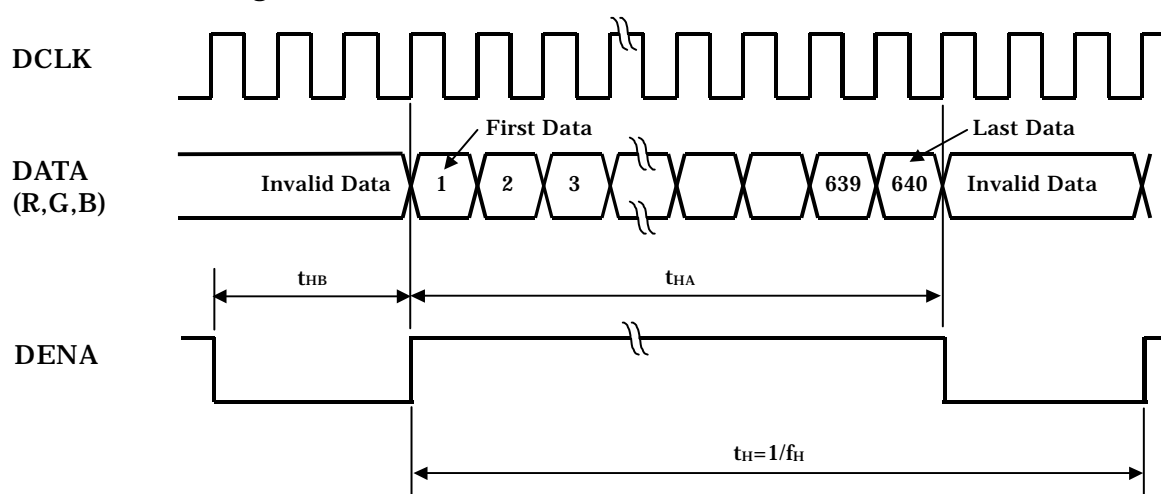 DCLK
First Data
Last Data
DATA
(R,G,B)
Invalid Data
1
2
3
639
640
Invalid Data
tHB
tHA
DENA
tH=1/fH